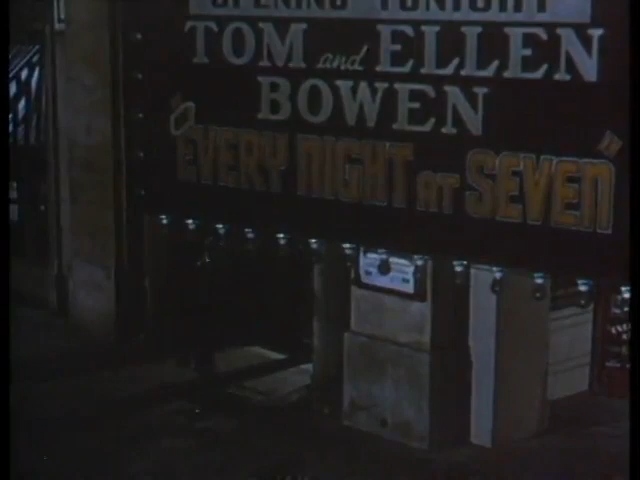 OPENING TONIGHT
TOM and ELLEN
BOWEN
"EVERY NIGHT AT SEVEN"